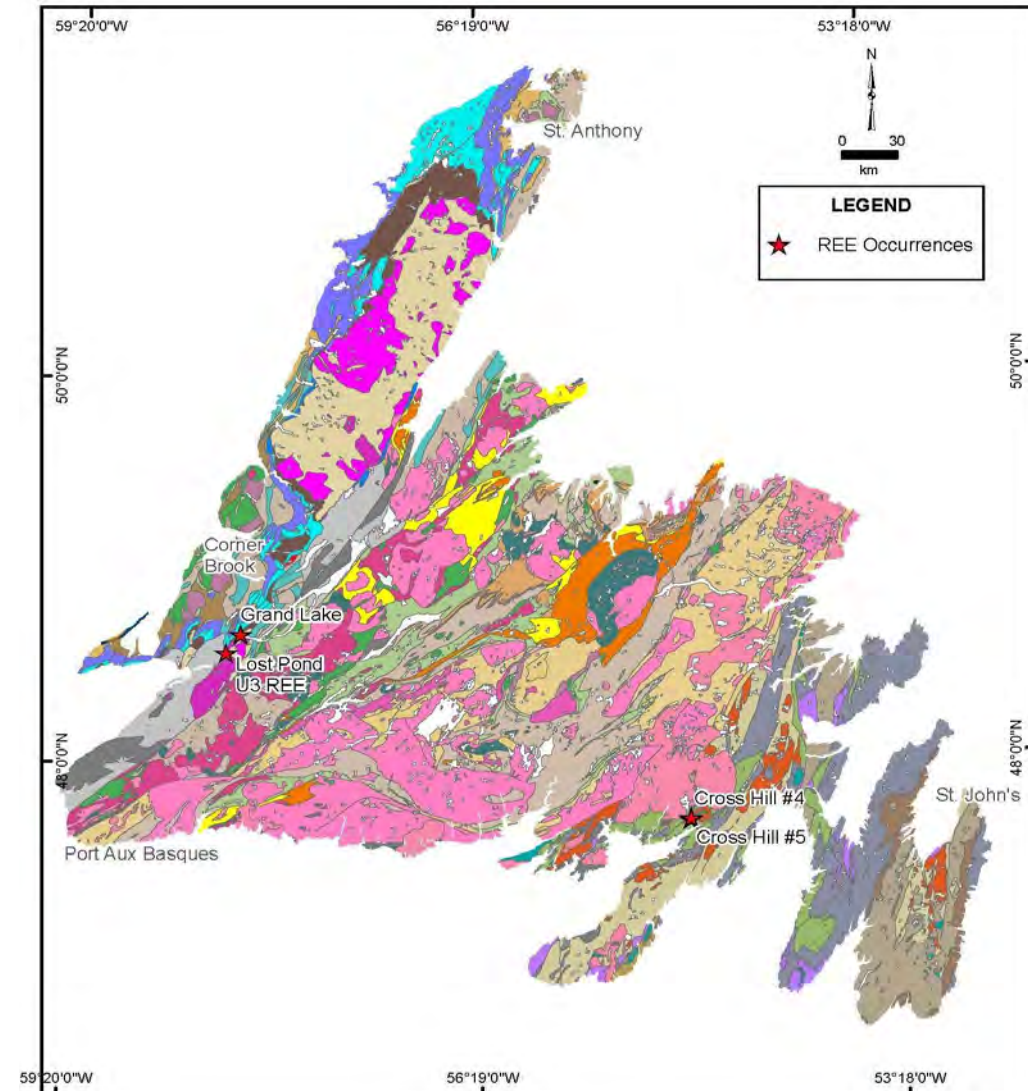 59°20'0"W
56°19'0"W
53°18'0"W
N
0 30
km
LEGEND
REE Occurrences
St. Anthony
50°0'0"N
50°0'0"N
Corner
Brook
Grand Lake
Lost Pond
U3 REE
48°0'0"N
48°0'0"N
Cross Hill #4
St. John's
Cross Hill #5
Port Aux Basques
59°20'0"W
56°19'0"W
53°18'0"W